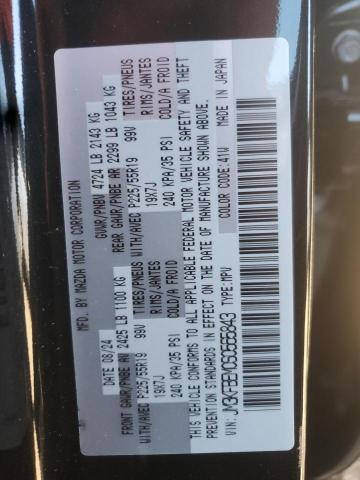 MFD. BY MAZDA MOTOR CORPORATION
DATE 08/24 GVWR/PNBV 4724 LB 2143 KG
FRONT GAWR/PNBE AV 2425 LB 1100 KG REAR GAWR/PNBE AR 2299 LB 1043 KG
WITH/AVEC P225/55R19 99V TIRES/PNEUS WITH/AVEC P225/55R19 99V TIRES/PNEUS
19X7J RIMS/JANTES 19X7J RIMS/JANTES
240 KPA/35 PSI COLD/A FROID 240 KPA/35 PSI COLD/A FROID
THIS VEHICLE CONFORMS TO ALL APPLICABLE FEDERAL MOTOR VEHICLE SAFETY AND THEFT
PREVENTION STANDARDS IN EFFECT ON THE DATE OF MANUFACTURE SHOWN ABOVE.
VIN: TYPE: MPV COLOR CODE: 41W MADE IN JAPAN